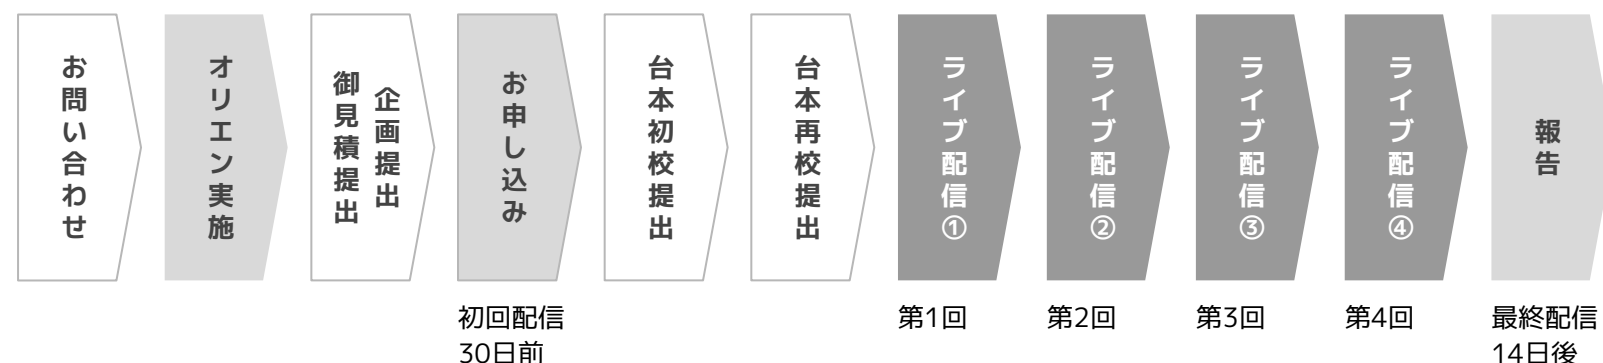 お問い合わせ
オリエン実施
企画提出
御見積提出
お申し込み
台本初校提出
台本再校提出
ライブ配信①
ライブ配信②
ライブ配信③
ライブ配信④
報告
初回配信
30日前
第1回
第2回
第3回
第4回
最終配信
14日後